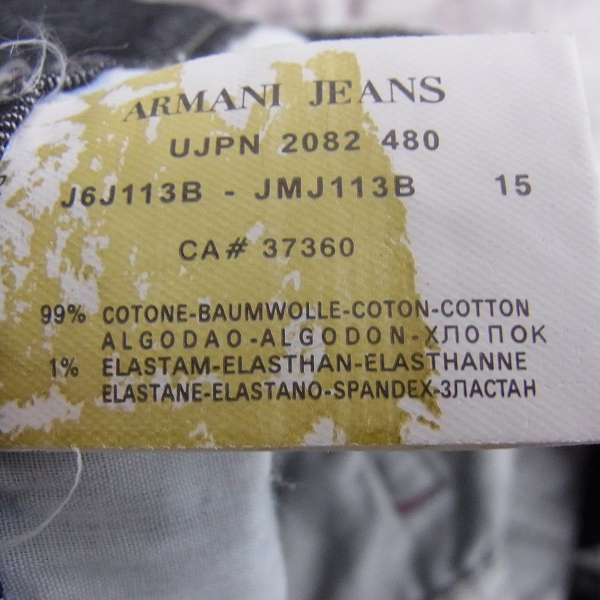 ARMANI JEANS
UJPN 2082 480
J6J113B - JMJ113B 15
CA# 37360
99% COTONE-BAUMWOLLE-COTON-COTTON
ALGODAO-ALGODON-ХЛОПОК
1% ELASTAM-ELASTHAN-ELASTHANNE
ELASTANE-ELASTANO-SPANDEX-ЗЛАСТАН